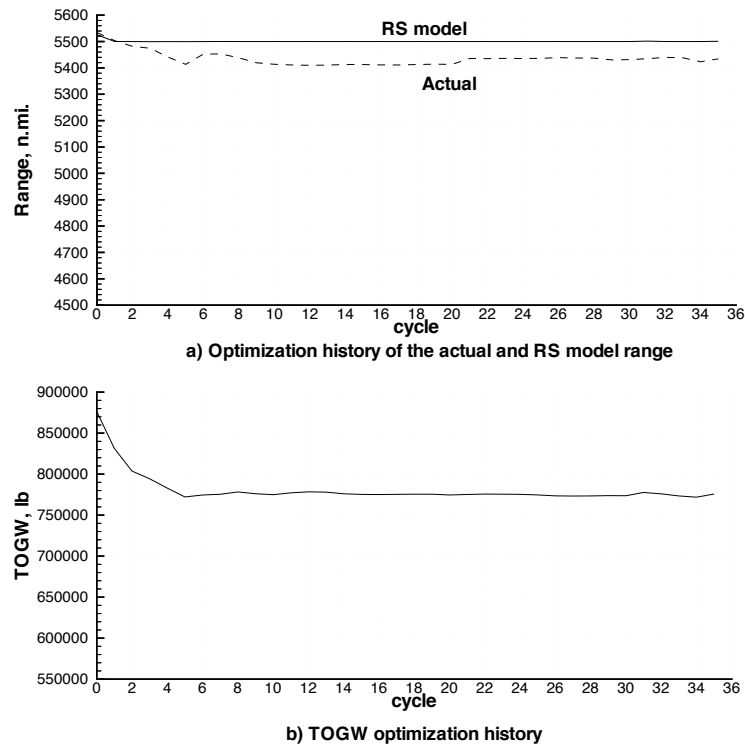 5600
5500
5400
5300
5200
5100
5000
4900
4800
4700
4600
4500
Range, n.mi.
RS model
Actual
0 2 4 6 8 10 12 14 16 18 20 22 24 26 28 30 32 34 36
cycle
a) Optimization history of the actual and RS model range
900000
850000
800000
750000
700000
650000
600000
550000
TOGW, lb
0 2 4 6 8 10 12 14 16 18 20 22 24 26 28 30 32 34 36
cycle
b) TOGW optimization history